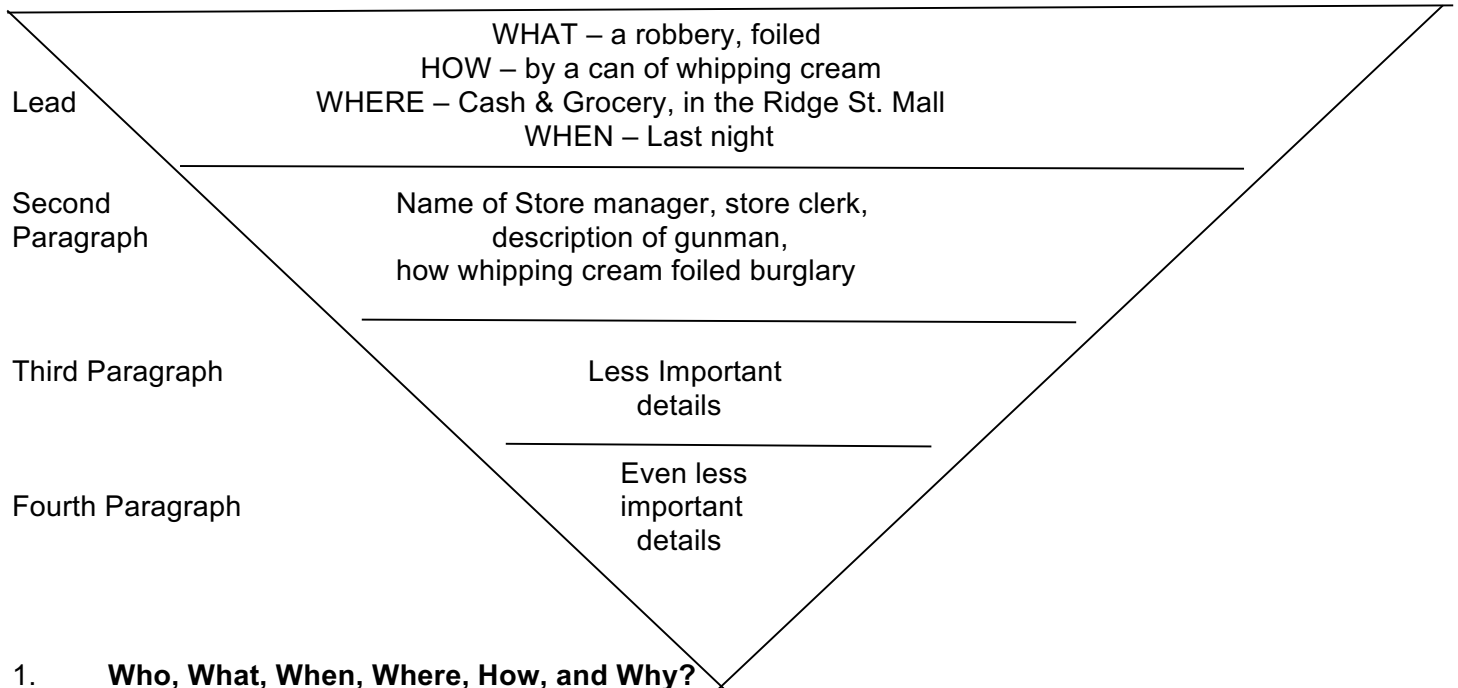 WHAT – a robbery, foiled
HOW – by a can of whipping cream
Lead WHERE – Cash & Grocery, in the Ridge St. Mall
WHEN – Last night
Second Name of Store manager, store clerk,
Paragraph description of gunman,
how whipping cream foiled burglary
Third Paragraph Less Important
details
Even less
Fourth Paragraph important
details
1. Who, What, When, Where, How, and Why?